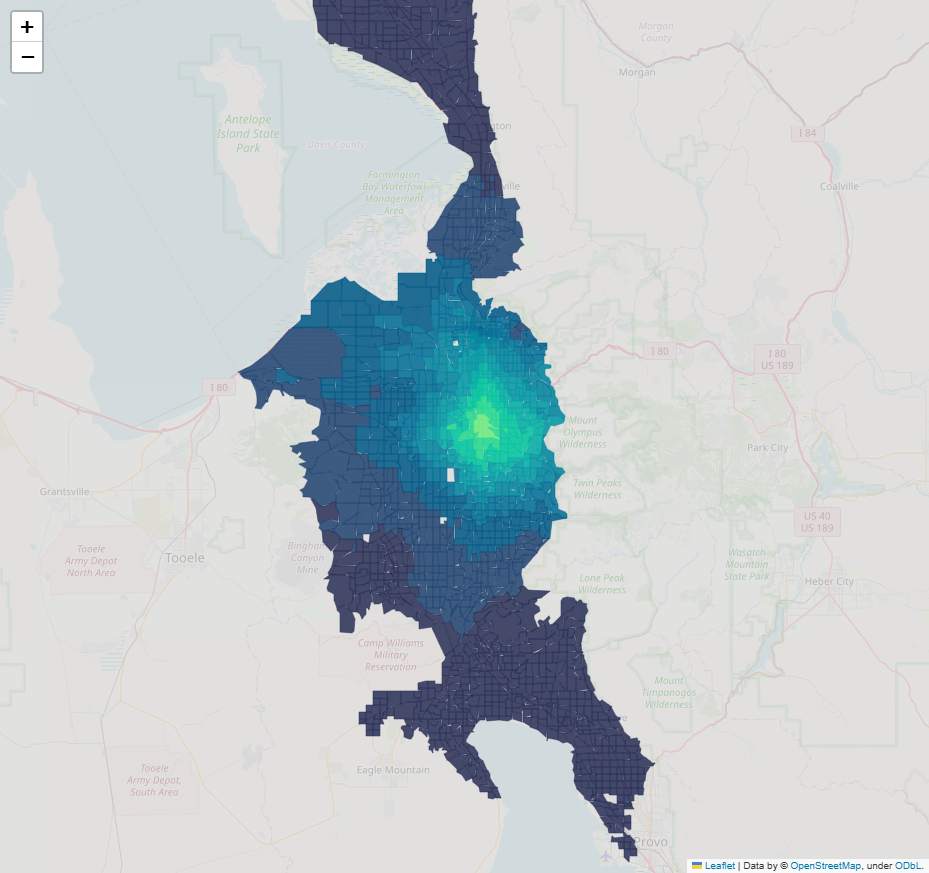 +
−
Morgan
County
Morgan
I 84
Antelope
Island State
Park
Davis County
Farmington
Bay Waterfowl
Management
Area
Coalville
I 80
I 80
US 189
I 80
Mount
Olympus
Wilderness
Park City
Twin Peaks
Wilderness
Grantsville
US 40
US 189
Tooele
Army Depot
North Area
Tooele
Bingham
Canyon
Mine
Wasatch
Mountain
State Park
Lone Peak
Wilderness
Heber City
Camp Williams
Military
Reservation
Mount
Timpanogos
Wilderness
Eagle Mountain
Tooele
Army Depot,
South Area
Provo
Leaflet | Data by © OpenStreetMap, under ODbL.